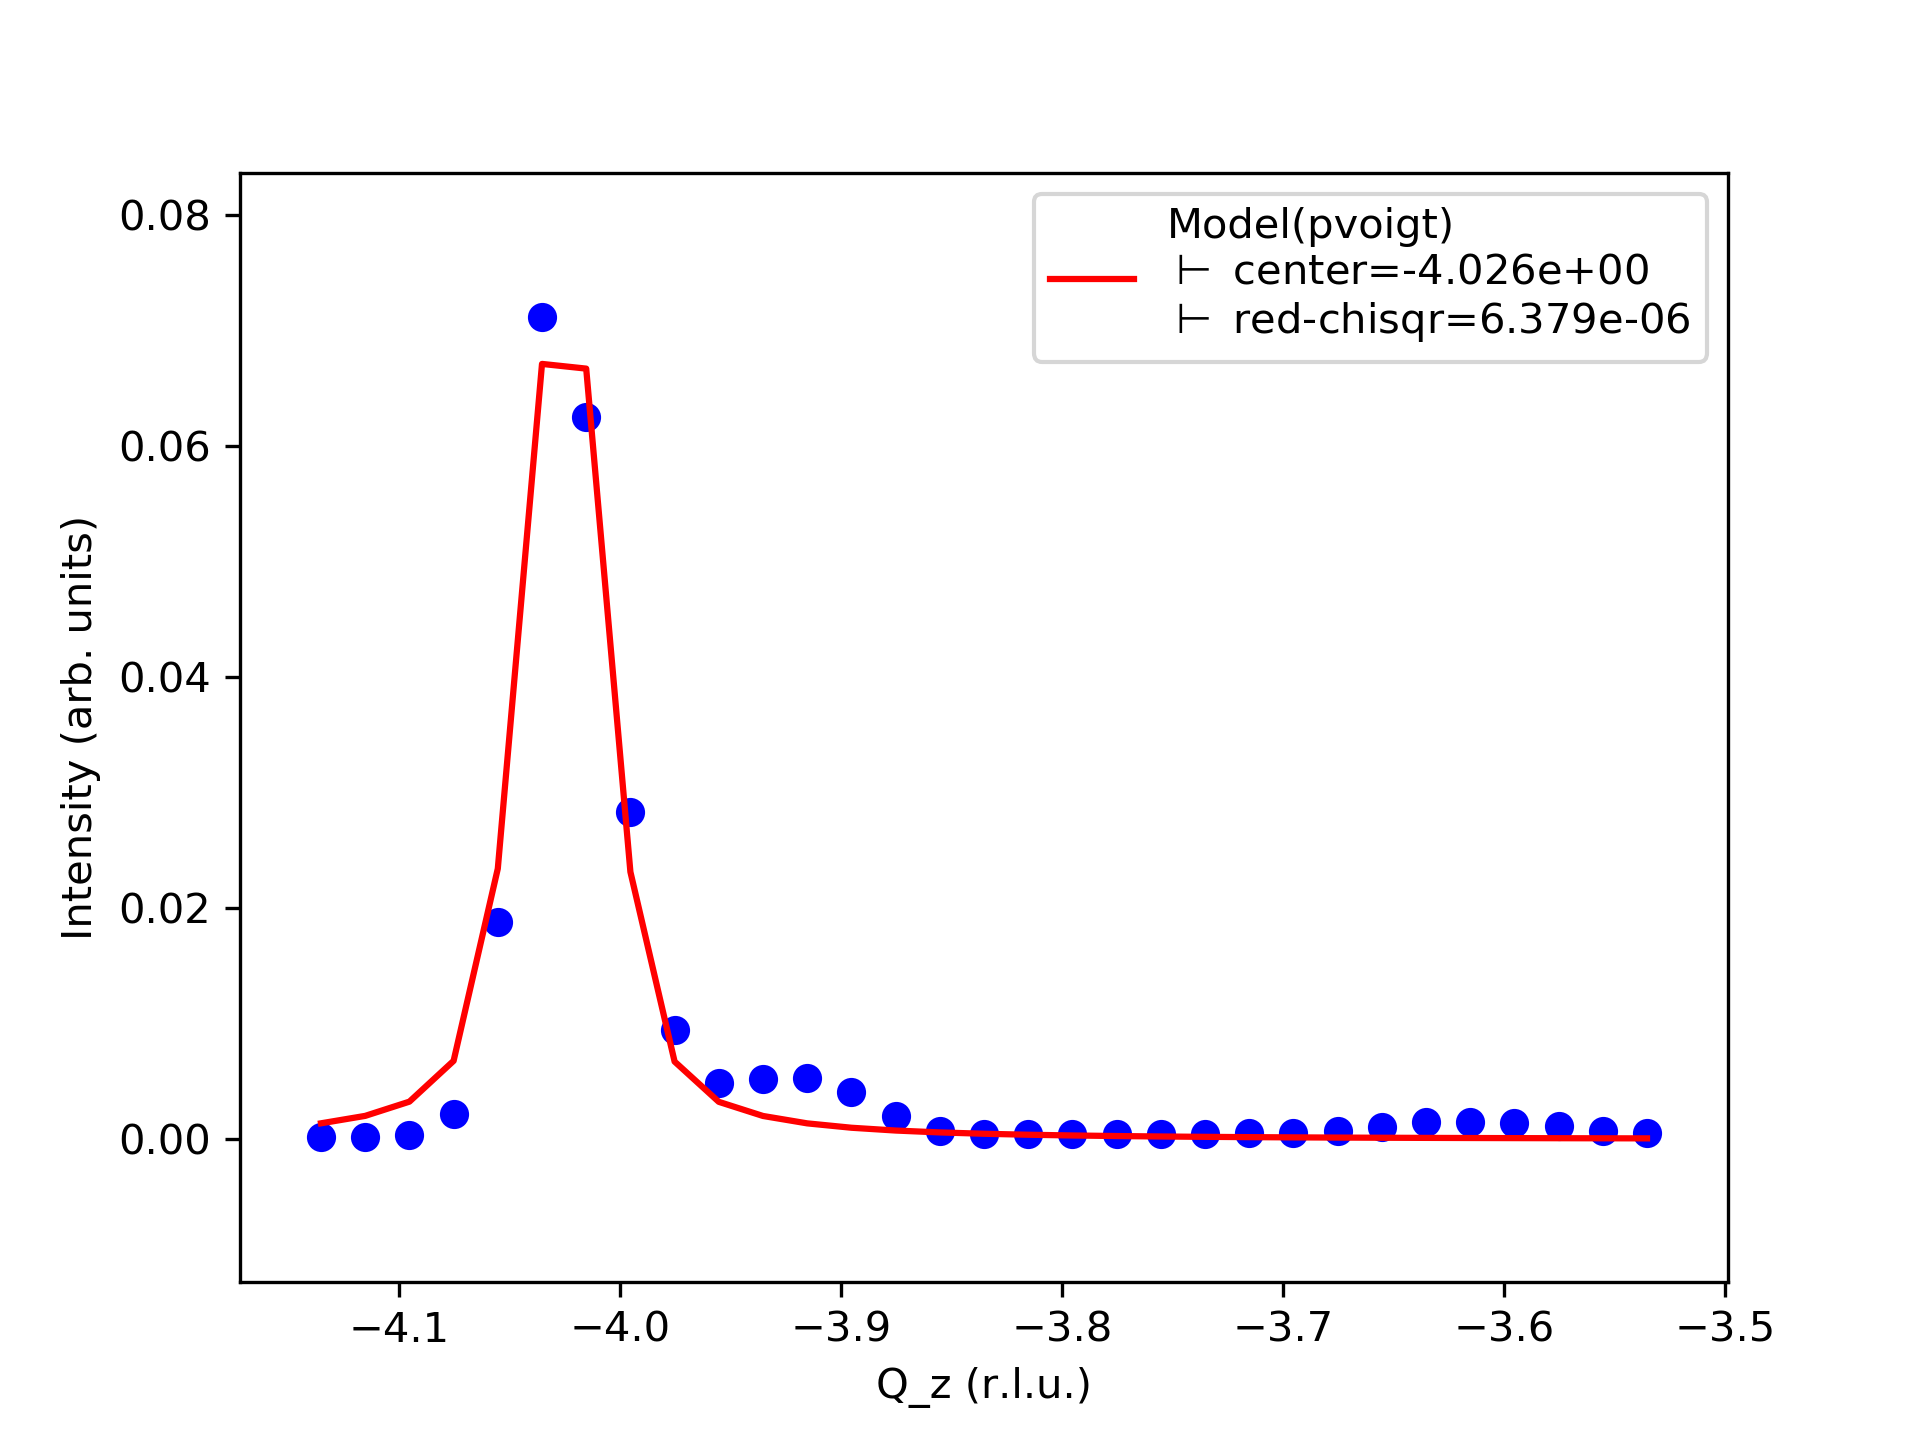 Model(pvoigt)
⊢ center=-4.026e+00
⊢ red-chisqr=6.379e-06
0.08
0.06
0.04
0.02
0.00
Intensity (arb. units)
−4.1 −4.0 −3.9 −3.8 −3.7 −3.6 −3.5
Q_z (r.l.u.)